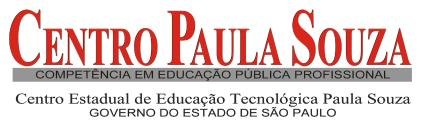 CENTRO PAULA SOUZA
COMPETÊNCIA EM EDUCAÇÃO PÚBLICA PROFISSIONAL
Centro Estadual de Educação Tecnológica Paula Souza
GOVERNO DO ESTADO DE SÃO PAULO